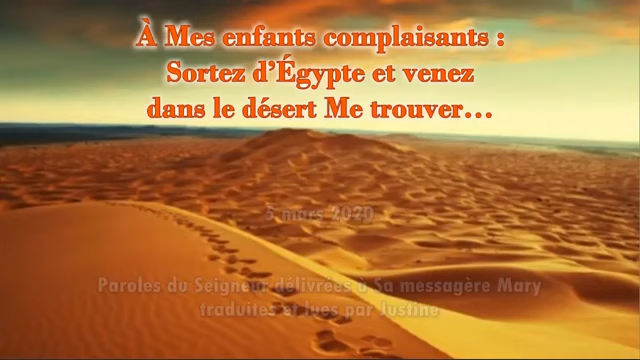 À Mes enfants complaisants :
Sortez d’Égypte et venez
dans le désert Me trouver…
5 mars 2020
Paroles du Seigneur délivrées à Sa messagère Mary
traduites et lues par Justine